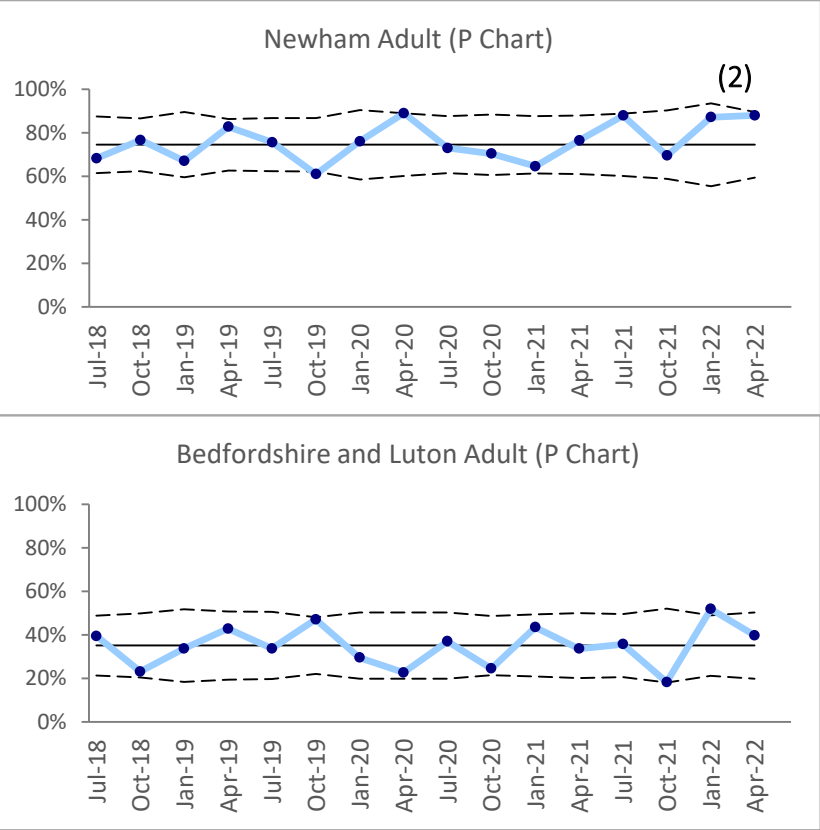 Newham Adult (P Chart)
(2)
100%
80%
60%
40%
20%
0%
Jul-18
Oct-18
Jan-19
Apr-19
Jul-19
Oct-19
Jan-20
Apr-20
Jul-20
Oct-20
Jan-21
Apr-21
Jul-21
Oct-21
Jan-22
Apr-22
Bedfordshire and Luton Adult (P Chart)
100%
80%
60%
40%
20%
0%
Jul-18
Oct-18
Jan-19
Apr-19
Jul-19
Oct-19
Jan-20
Apr-20
Jul-20
Oct-20
Jan-21
Apr-21
Jul-21
Oct-21
Jan-22
Apr-22